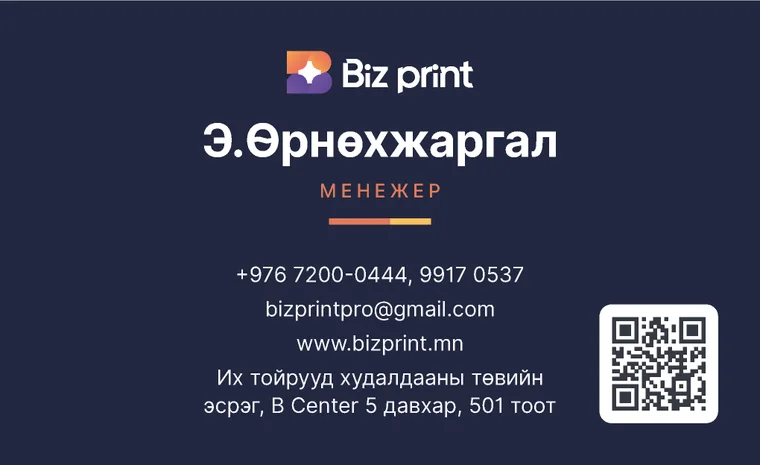 Biz print
Э.Өрнөхжаргал
МЕНЕЖЕР
+976 7200-0444, 9917 0537
bizprintpro@gmail.com
www.bizprint.mn
Их тойрууд худалдааны төвийн
эсрэг, B Center 5 давхар, 501 тоот